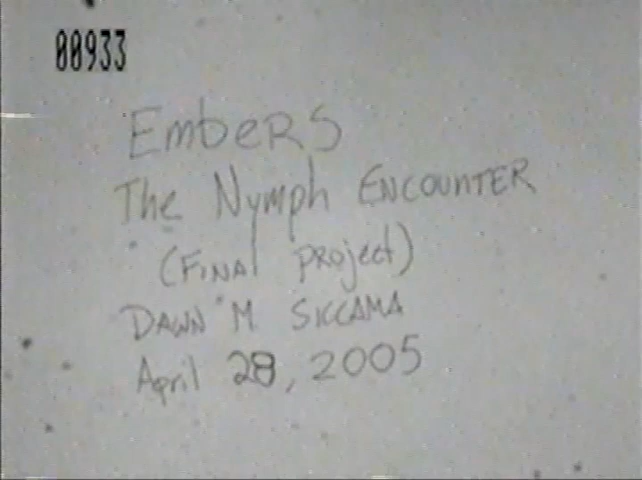 00933
Embers
The Nymph Encounter
(Final project)
Dawn M Siccama
April 28, 2005